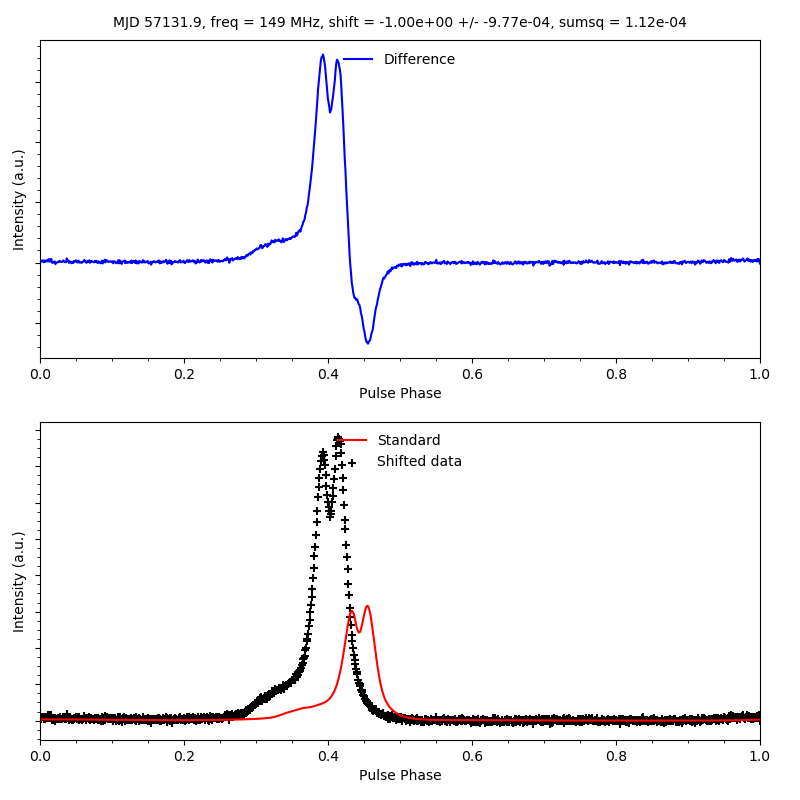 MJD 57131.9, freq = 149 MHz, shift = -1.00e+00 +/- -9.77e-04, sumsq = 1.12e-04
Difference
Intensity (a.u.)
0.0 0.2 0.4 0.6 0.8 1.0
Pulse Phase
Standard
Shifted data
Intensity (a.u.)
0.0 0.2 0.4 0.6 0.8 1.0
Pulse Phase